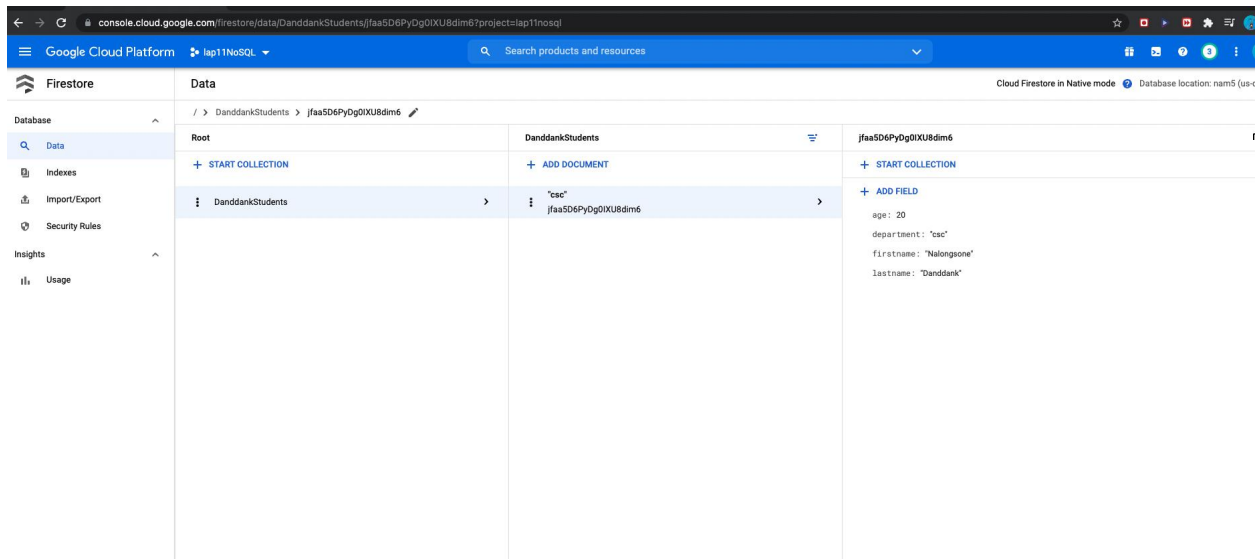 console.cloud.google.com/firestore/data/DanddankStudents/jfaa5D6PyDg0IXU8dim6?project=lap11nosql
Google Cloud Platform lap11NoSQL Search products and resources 3
Firestore Data Cloud Firestore in Native mode Database location: nam5 (us-c
Database / > DanddankStudents > jfaa5D6PyDg0IXU8dim6
Data Root DanddankStudents jfaa5D6PyDg0IXU8dim6
Indexes + START COLLECTION + ADD DOCUMENT + START COLLECTION
Import/Export DanddankStudents "csc" + ADD FIELD
jfaa5D6PyDg0IXU8dim6
Security Rules age: 20
Insights department: "csc"
Usage firstname: "Nalongsone"
lastname: "Danddank"